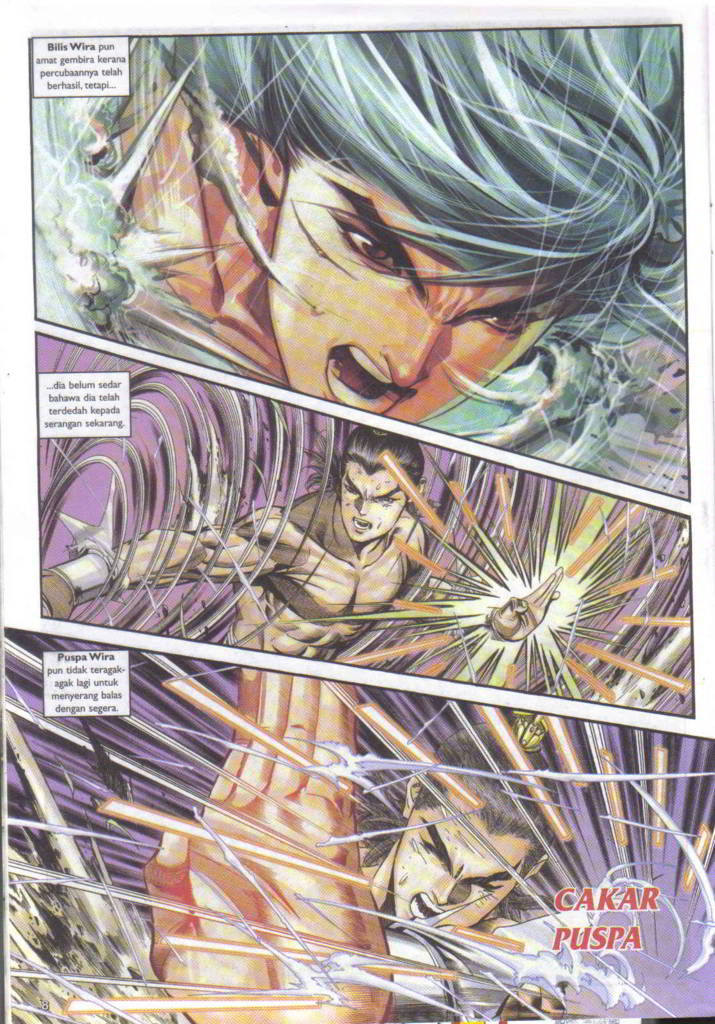 Bilis Wira pun
amat gembira kerana
percubaannya telah
berhasil, tetapi...
...dia belum sedar
bahawa dia telah
terdedah kepada
serangan sekarang.
Puspa Wira
pun tidak teragak-
agak lagi untuk
menyerang balas
dengan segera.
CAKAR
PUSPA